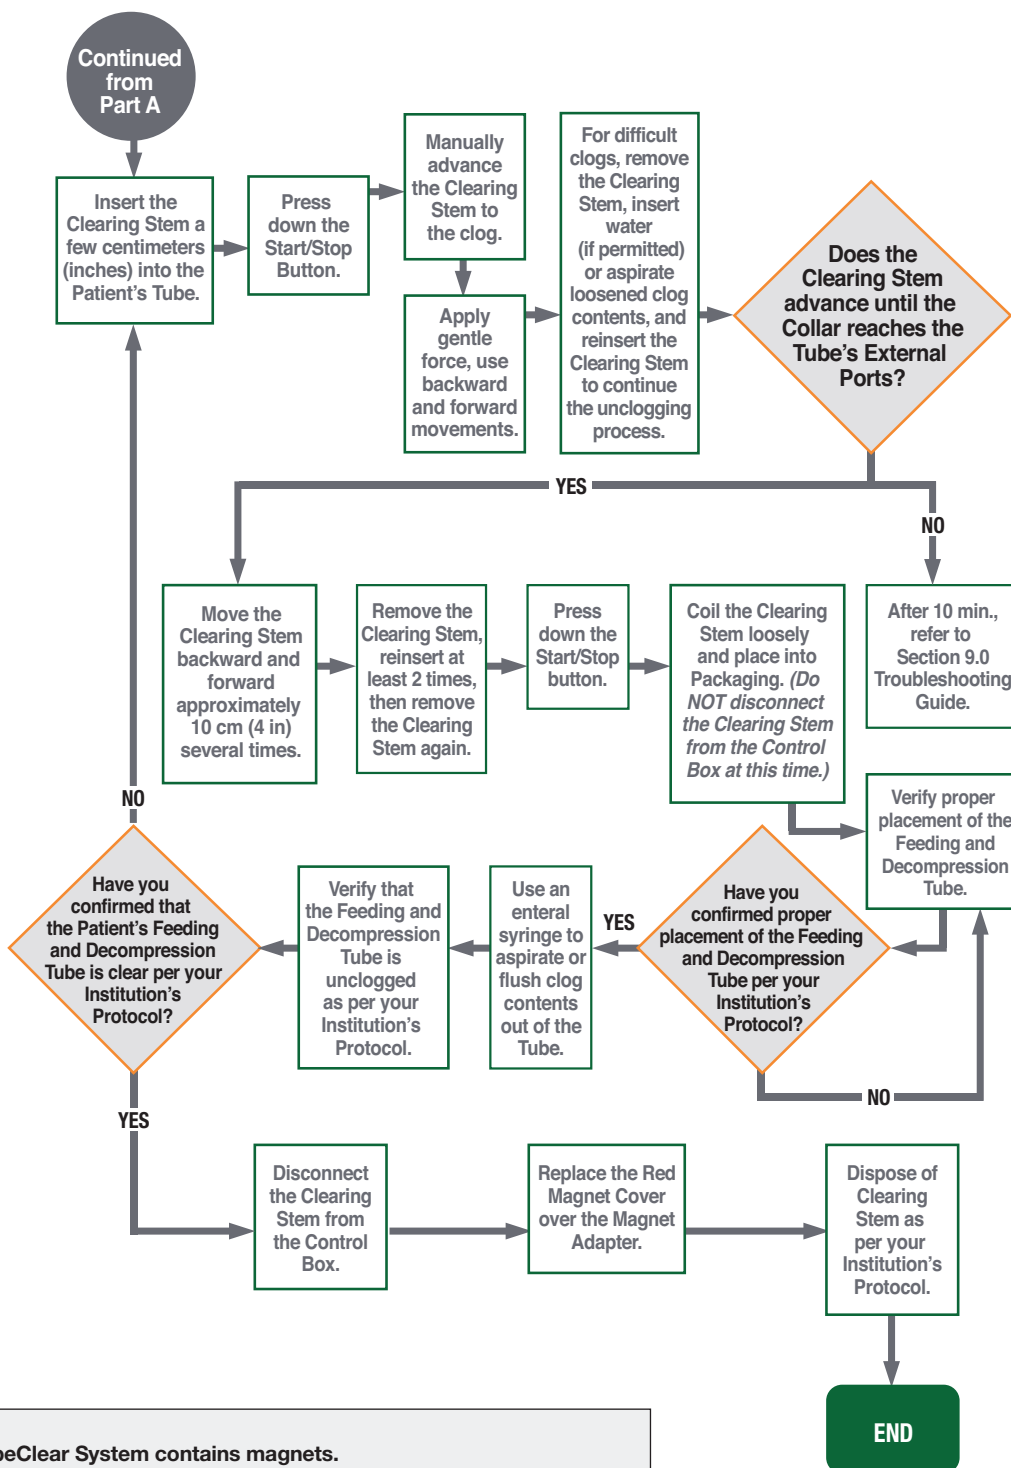 Continued
from
Part A
Insert the
Clearing Stem a
few centimeters
(inches) into the
Patient's Tube.
Press
down the
Start/Stop
Button.
Manually
advance
the Clearing
Stem to
the clog.
Apply
gentle
force, use
backward
and forward
movements.
For difficult
clogs, remove
the Clearing
Stem, insert
water
(if permitted)
or aspirate
loosened clog
contents, and
reinsert the
Clearing Stem
to continue
the unclogging
process.
Does the
Clearing Stem
advance until the
Collar reaches the
Tube's External
Ports?
YES
NO
Move the
Clearing Stem
backward and
forward
approximately
10 cm (4 in)
several times.
Remove the
Clearing Stem,
reinsert at
least 2 times,
then remove
the Clearing
Stem again.
Press
down the
Start/Stop
button.
Coil the Clearing
Stem loosely
and place into
Packaging. (Do
NOT disconnect
the Clearing Stem
from the Control
Box at this time.)
After 10 min.,
refer to
Section 9.0
Troubleshooting
Guide.
Verify proper
placement of the
Feeding and
Decompression
Tube.
Have you
confirmed proper
placement of the Feeding
and Decompression
Tube per your
Institution's
Protocol?
NO
YES
Use an
enteral
syringe to
aspirate or
flush clog
contents
out of the
Tube.
Verify that
the Feeding and
Decompression
Tube is
unclogged
as per your
Institution's
Protocol.
Have you
confirmed that
the Patient's Feeding
and Decompression
Tube is clear per your
Institution's
Protocol?
NO
YES
Disconnect
the Clearing
Stem from
the Control
Box.
Replace the Red
Magnet Cover
over the Magnet
Adapter.
Dispose of
Clearing
Stem as
per your
Institution's
Protocol.
END
beClear System contains magnets.